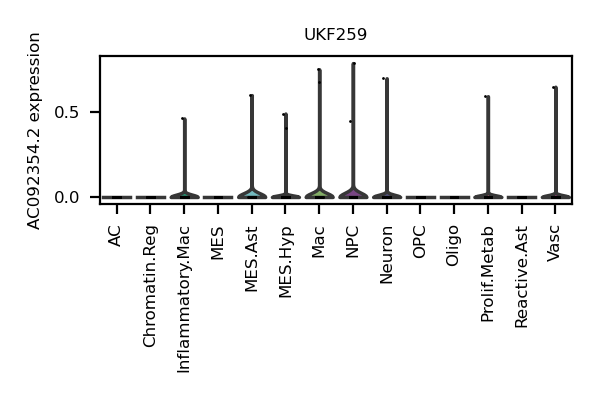 UKF259
AC092354.2 expression
0.5
0.0
AC
Chromatin.Reg
Inflammatory.Mac
MES
MES.Ast
MES.Hyp
Mac
NPC
Neuron
OPC
Oligo
Prolif.Metab
Reactive.Ast
Vasc